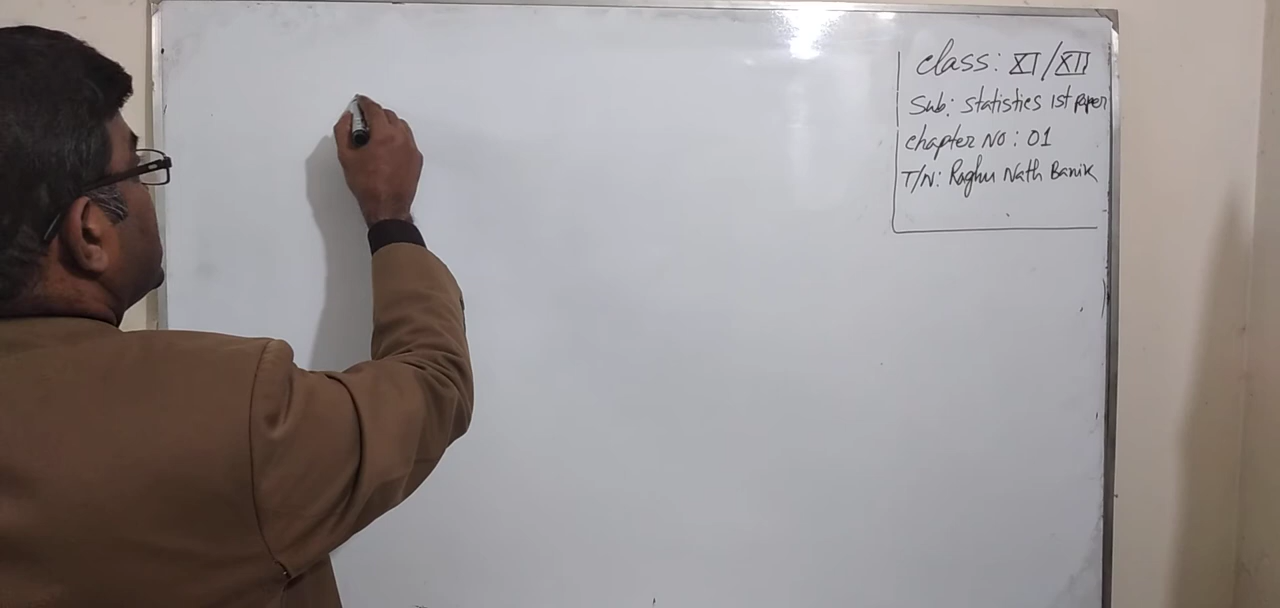 class: XI/XII
Sub: Statistics 1st paper
chapter No: 01
T/N: Raghu Nath Banik